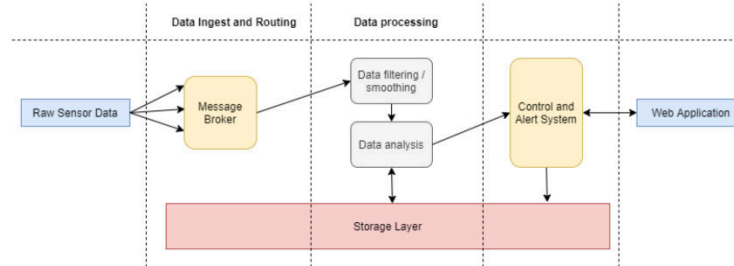 Data Ingest and Routing
Data processing
Raw Sensor Data
Message
Broker
Data filtering /
smoothing
Data analysis
Control and
Alert System
Web Application
Storage Layer